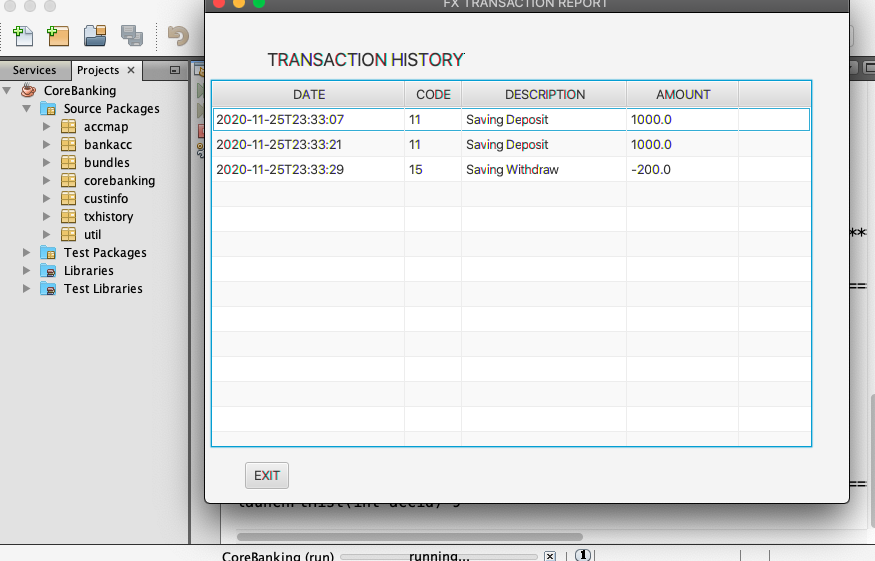 FX TRANSACTION REPORT
TRANSACTION HISTORY
Services Projects
DATE CODE DESCRIPTION AMOUNT
CoreBanking
Source Packages
2020-11-25T23:33:07 11 Saving Deposit 1000.0
accmap
2020-11-25T23:33:21 11 Saving Deposit 1000.0
bankacc
bundles
2020-11-25T23:33:29 15 Saving Withdraw -200.0
corebanking
custinfo
txhistory
util
**
Test Packages
Libraries
Test Libraries
==
EXIT
==
CoreBanking (run) running... 1